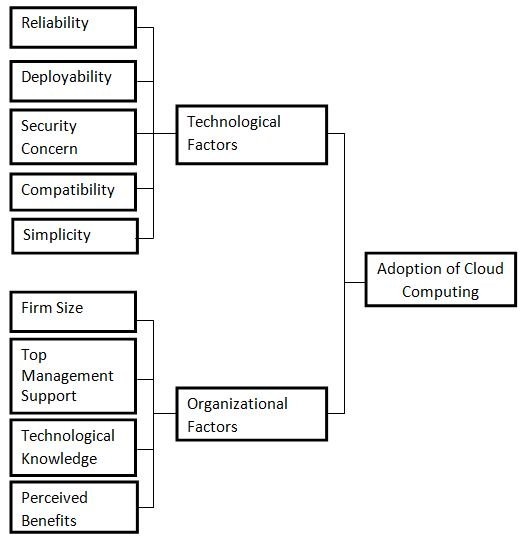 Reliability
Deployability
Security
Concern
Compatibility
Simplicity
Technological
Factors
Adoption of Cloud
Computing
Firm Size
Top
Management
Support
Technological
Knowledge
Perceived
Benefits
Organizational
Factors